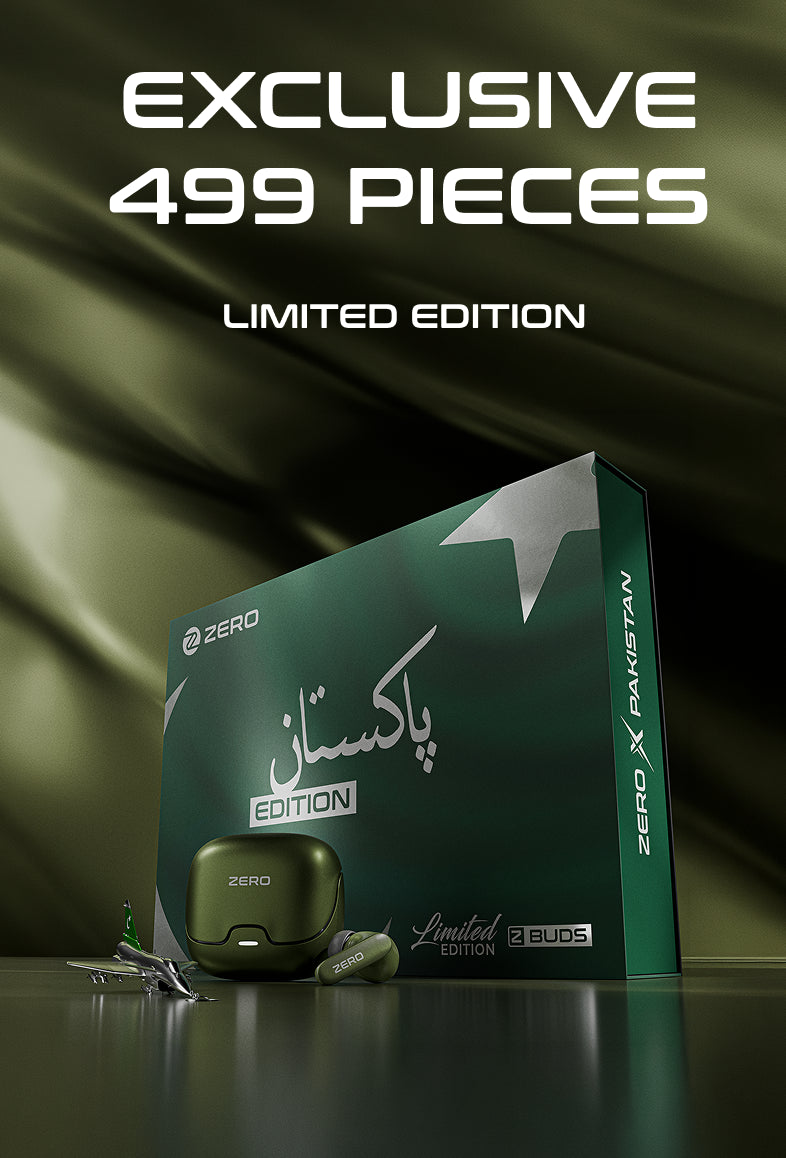 EXCLUSIVE
499 PIECES
LIMITED EDITION
ZERO
پاکستان
EDITION
ZERO X PAKISTAN
ZERO
ZERO
Limited
EDITION
Z BUDS